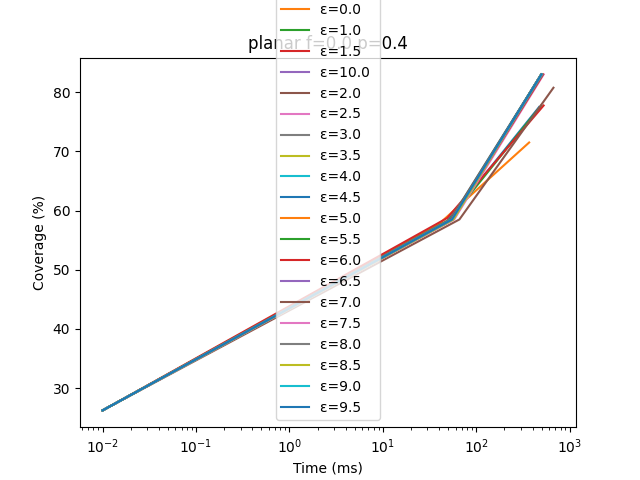 planar f=0.0 p=0.4
ε=0.0
ε=1.0
ε=1.5
ε=10.0
ε=2.0
ε=2.5
ε=3.0
ε=3.5
ε=4.0
ε=4.5
ε=5.0
ε=5.5
ε=6.0
ε=6.5
ε=7.0
ε=7.5
ε=8.0
ε=8.5
ε=9.0
ε=9.5
Coverage (%)
80
70
60
50
40
30
10⁻²
10⁻¹
10⁰
10¹
10²
10³
Time (ms)